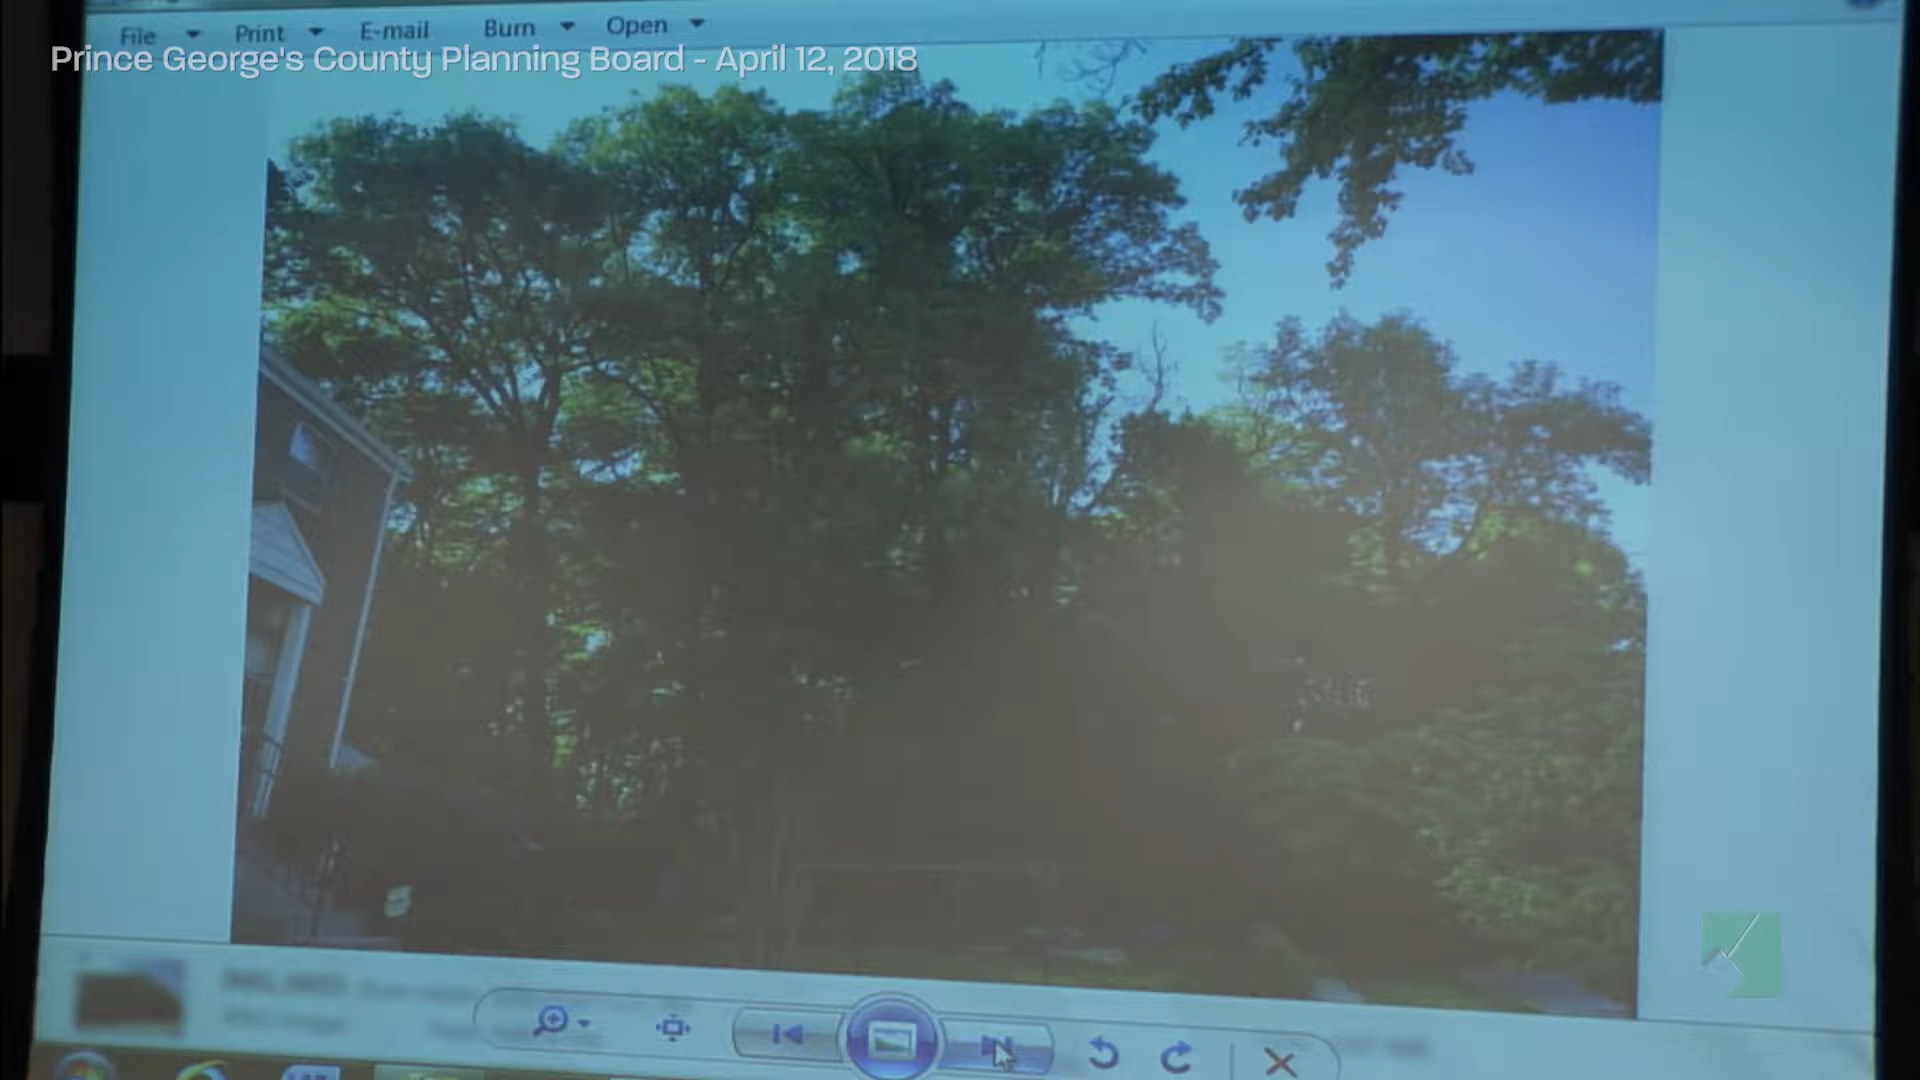 File Print E-mail Burn Open
Prince George's County Planning Board - April 12, 2018